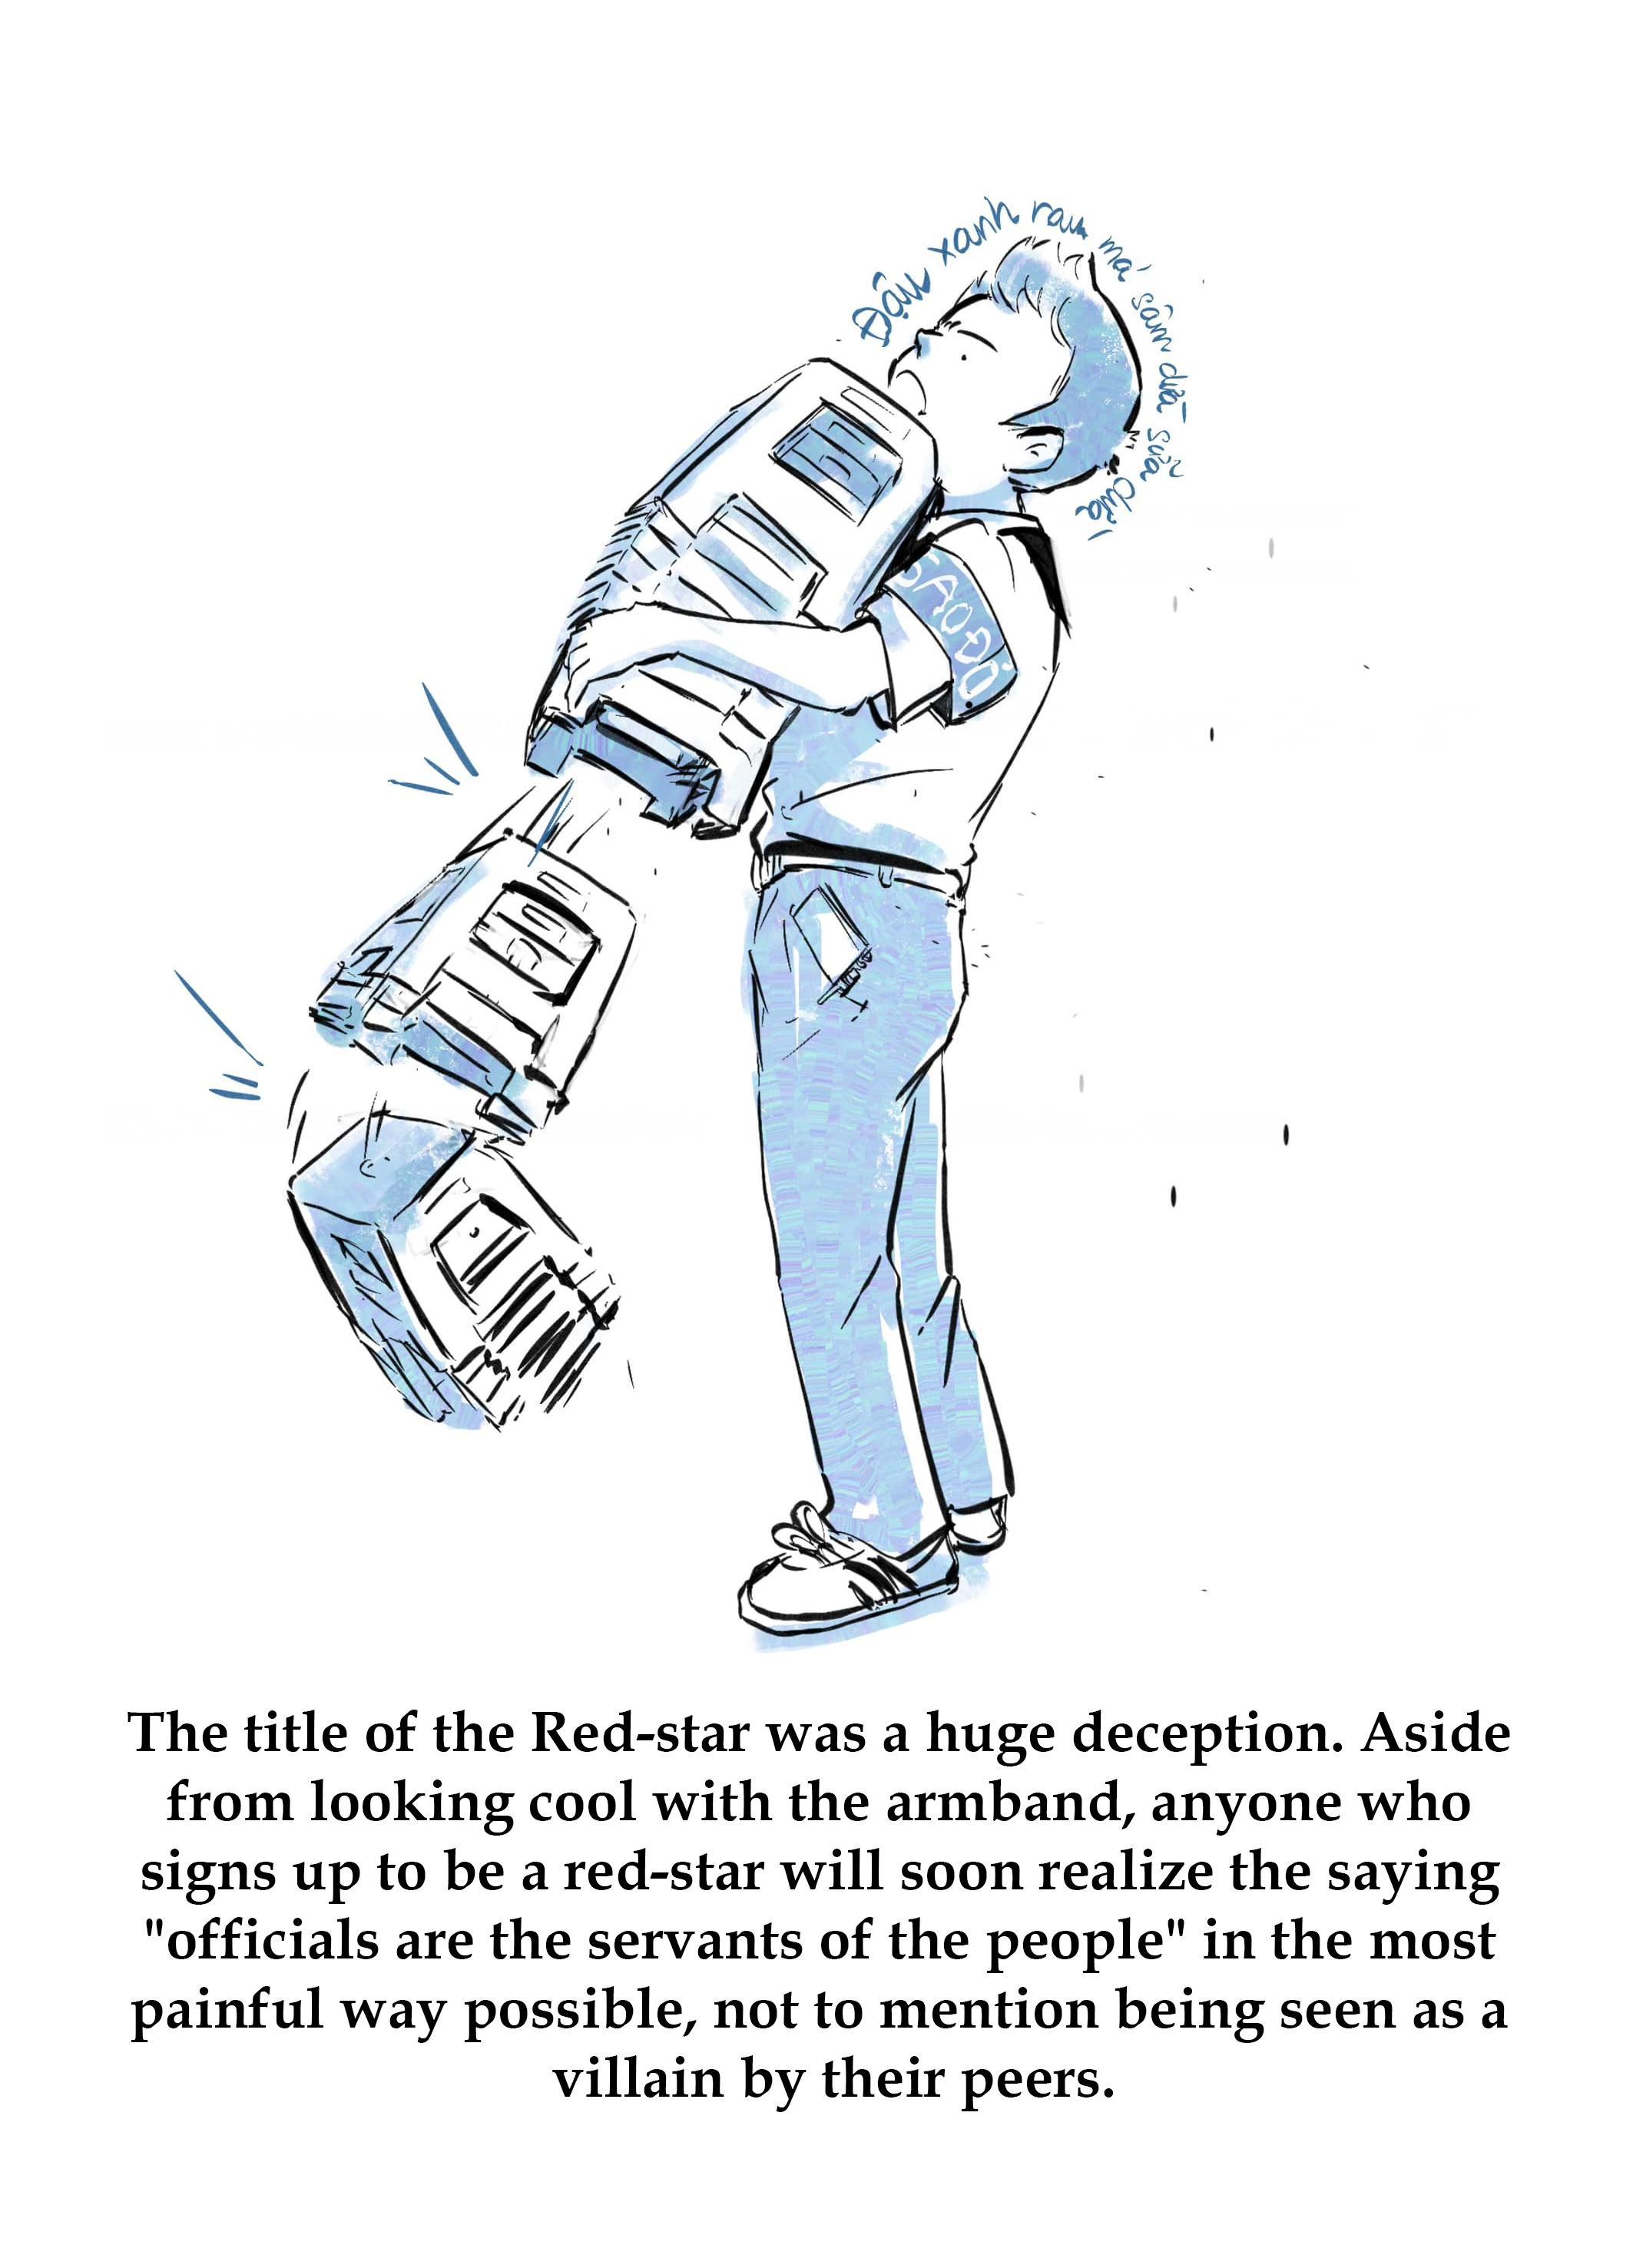 Đậu xanh rau má sâm dứa sữa dừa!
SAO ĐỎ
The title of the Red-star was a huge deception. Aside
from looking cool with the armband, anyone who
signs up to be a red-star will soon realize the saying
"officials are the servants of the people" in the most
painful way possible, not to mention being seen as a
villain by their peers.